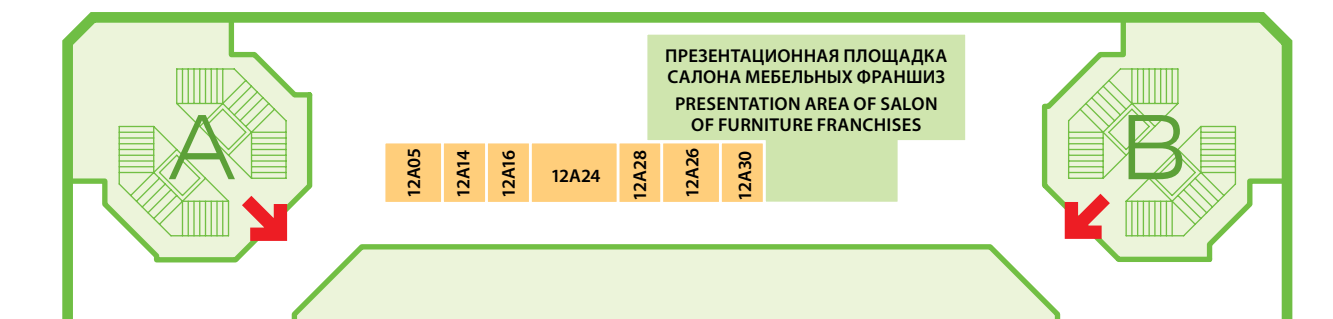 ПРЕЗЕНТАЦИОННАЯ ПЛОЩАДКА
САЛОНА МЕБЕЛЬНЫХ ФРАНШИЗ
PRESENTATION AREA OF SALON
OF FURNITURE FRANCHISES
A
B
12A05
12A14
12A16
12A24
12A28
12A26
12A30